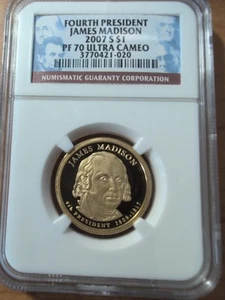 FOURTH PRESIDENT
JAMES MADISON
2007 S $1
PF 70 ULTRA CAMEO
3770421-020
NUMISMATIC GUARANTY CORPORATION
JAMES MADISON
4th PRESIDENT 1809-1817